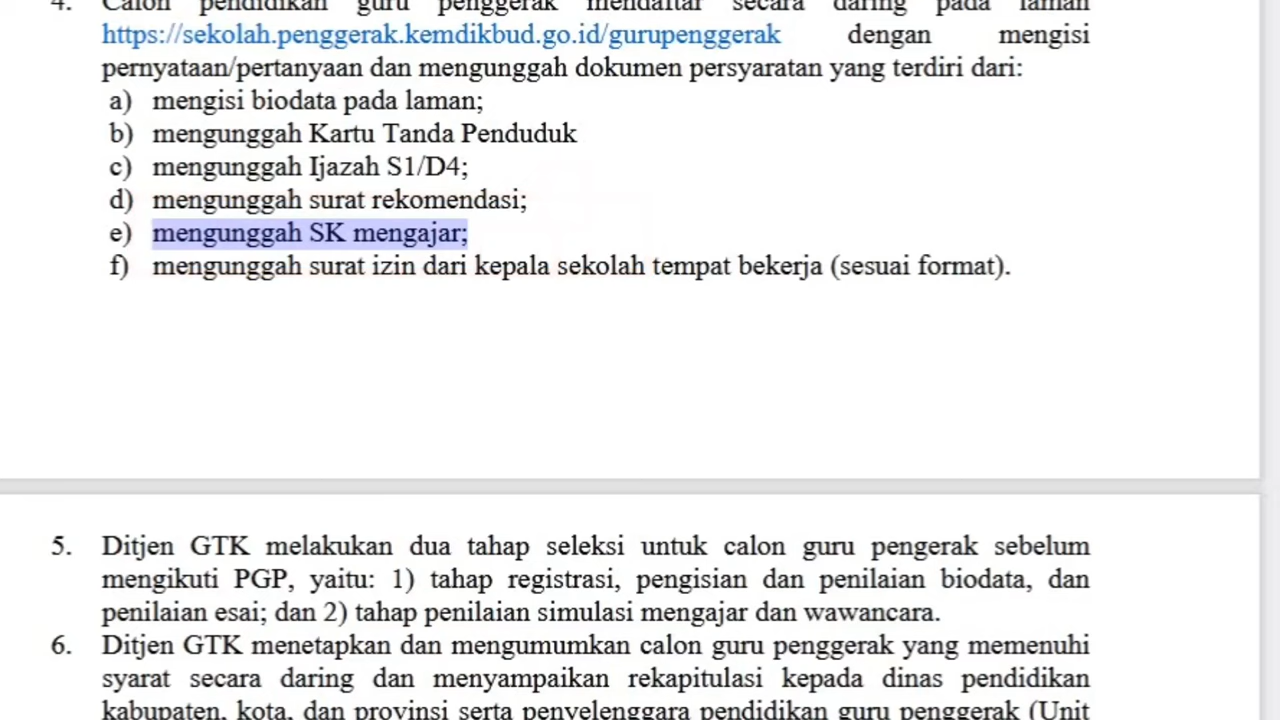 4. Calon pendidikan guru penggerak mendaftar secara daring pada laman
https://sekolah.penggerak.kemdikbud.go.id/gurupenggerak dengan mengisi
pernyataan/pertanyaan dan mengunggah dokumen persyaratan yang terdiri dari:
a) mengisi biodata pada laman;
b) mengunggah Kartu Tanda Penduduk
c) mengunggah Ijazah S1/D4;
d) mengunggah surat rekomendasi;
e) mengunggah SK mengajar;
f) mengunggah surat izin dari kepala sekolah tempat bekerja (sesuai format).
5. Ditjen GTK melakukan dua tahap seleksi untuk calon guru pengerak sebelum
mengikuti PGP, yaitu: 1) tahap registrasi, pengisian dan penilaian biodata, dan
penilaian esai; dan 2) tahap penilaian simulasi mengajar dan wawancara.
6. Ditjen GTK menetapkan dan mengumumkan calon guru penggerak yang memenuhi
syarat secara daring dan menyampaikan rekapitulasi kepada dinas pendidikan
kabupaten, kota, dan provinsi serta penyelenggara pendidikan guru penggerak (Unit